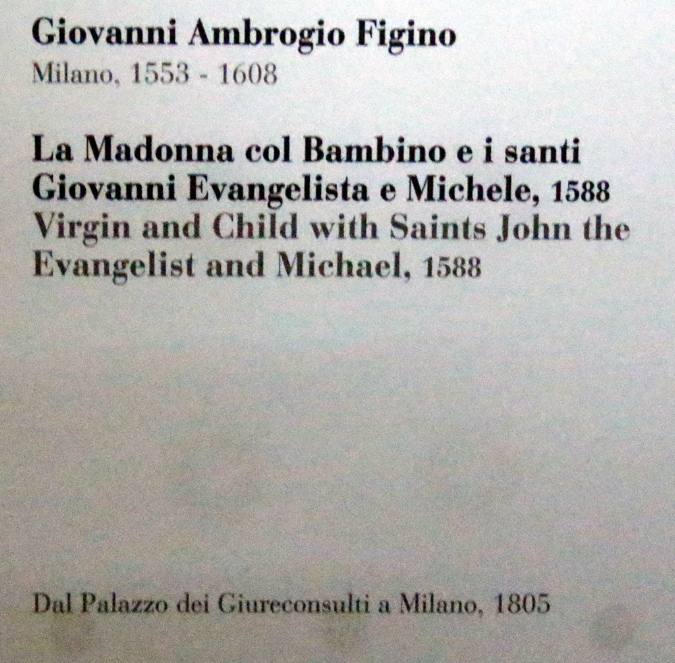 Giovanni Ambrogio Figino
Milano, 1553 - 1608
La Madonna col Bambino e i santi
Giovanni Evangelista e Michele, 1588
Virgin and Child with Saints John the
Evangelist and Michael, 1588
Dal Palazzo dei Giureconsulti a Milano, 1805